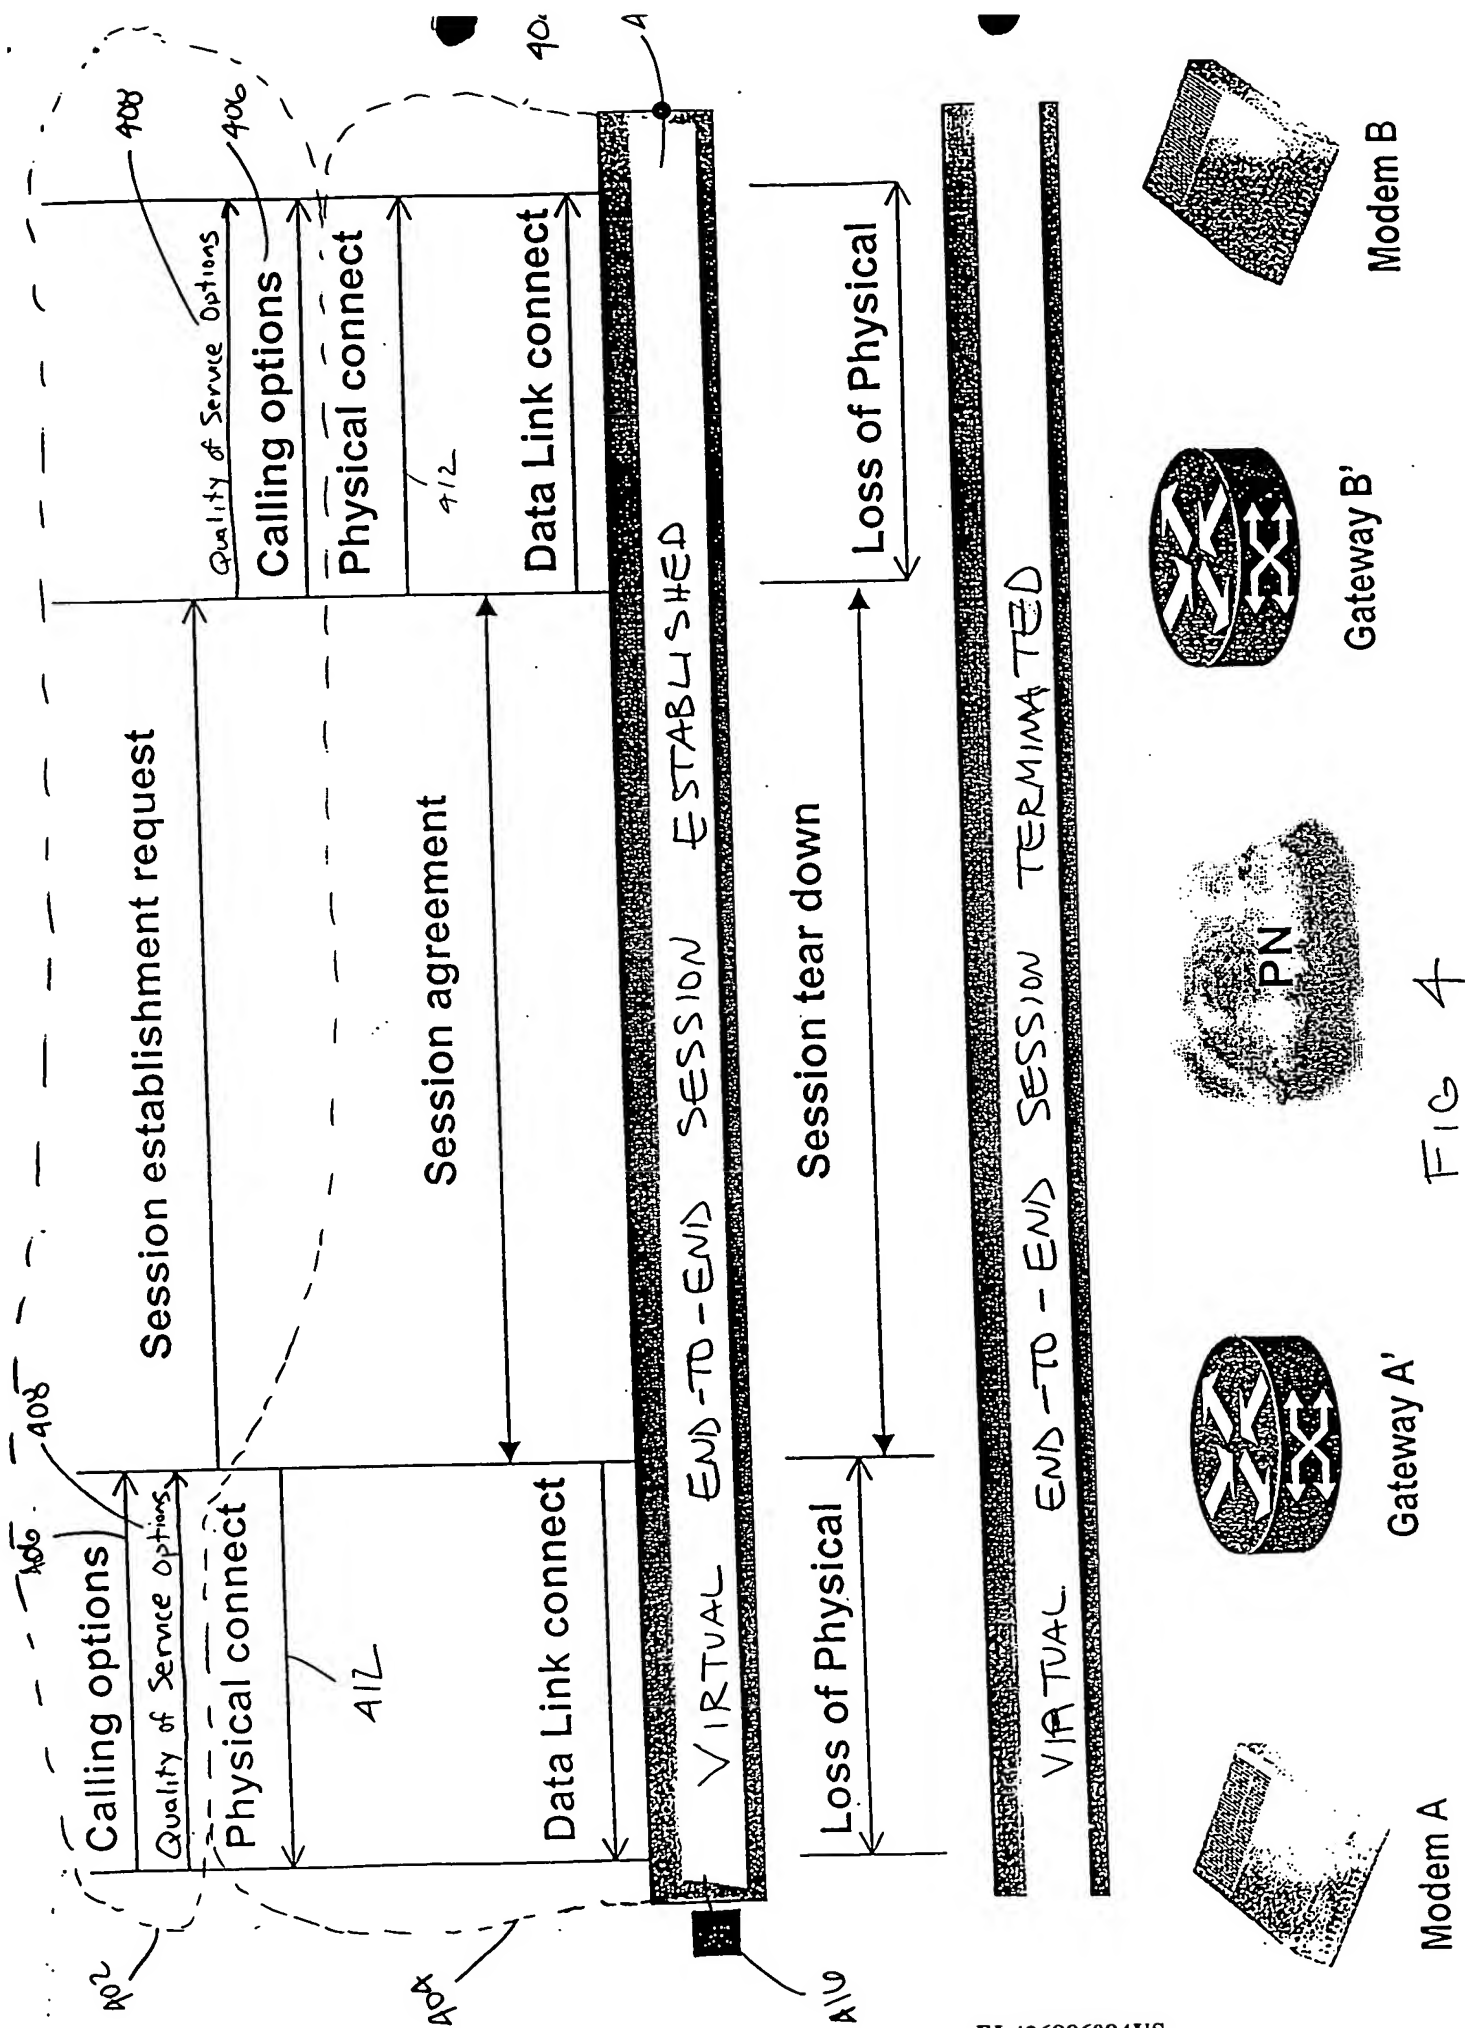 402
406
408
408
406
Calling options
Quality of Service Options
Session establishment request
Quality of Service Options
Calling options
Physical connect
412
Physical connect
412
Session agreement
404
Data Link connect
Data Link connect
VIRTUAL END-TO-END SESSION ESTABLISHED
416
Loss of Physical
Session tear down
Loss of Physical
VIRTUAL END-TO-END SESSION TERMINATED
Modem A
Gateway A'
PN
Gateway B'
Modem B
FIG 4